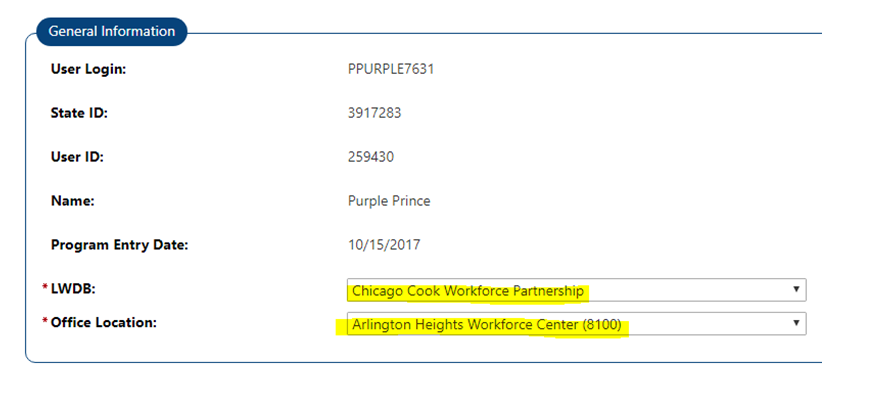 General Information
User Login: PPURPLE7631
State ID: 3917283
User ID: 259430
Name: Purple Prince
Program Entry Date: 10/15/2017
*LWDB: Chicago Cook Workforce Partnership
*Office Location: Arlington Heights Workforce Center (8100)